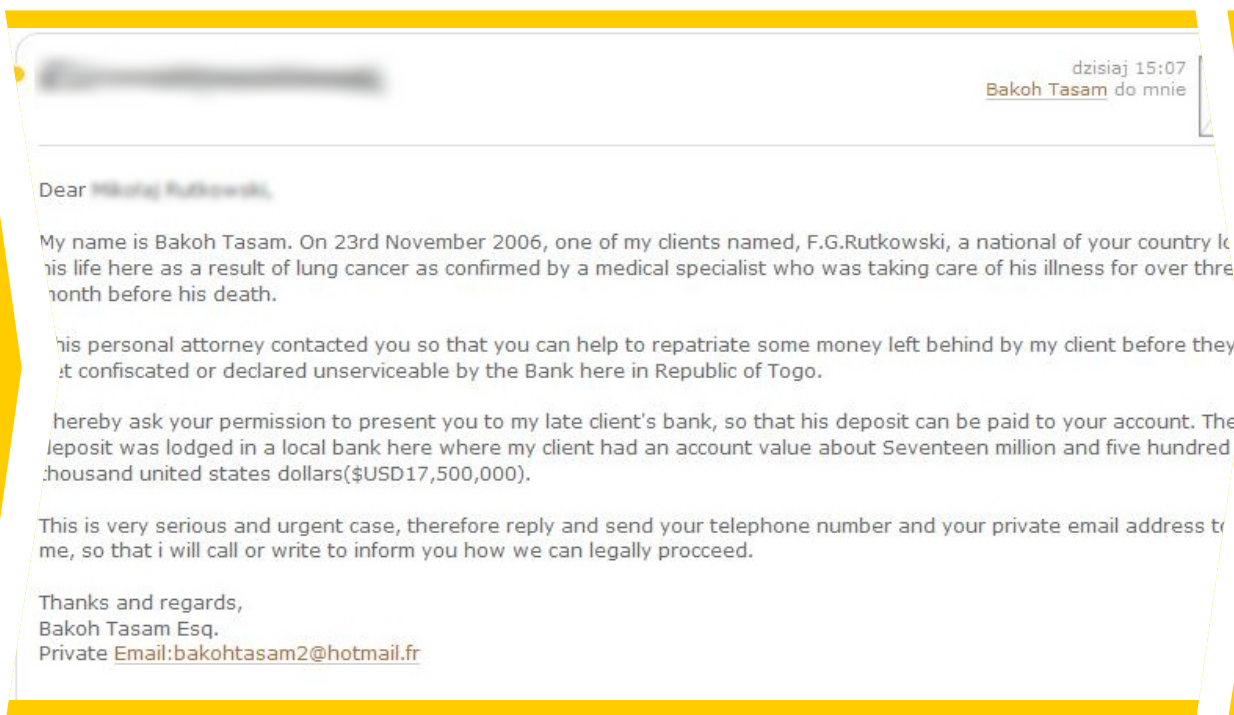 dzisiaj 15:07
Bakoh Tasam do mnie
Dear
My name is Bakoh Tasam. On 23rd November 2006, one of my clients named, F.G.Rutkowski, a national of your country
his life here as a result of lung cancer as confirmed by a medical specialist who was taking care of his illness for over
month before his death.
his personal attorney contacted you so that you can help to repatriate some money left behind by my client before they
confiscated or declared unserviceable by the Bank here in Republic of Togo.
hereby ask your permission to present you to my late client's bank, so that his deposit can be paid to your account. The
deposit was lodged in a local bank here where my client had an account value about Seventeen million and five hundred
thousand united states dollars($USD17,500,000).
This is very serious and urgent case, therefore reply and send your telephone number and your private email address to
me, so that i will call or write to inform you how we can legally procceed.
Thanks and regards,
Bakoh Tasam Esq.
Private Email:bakohtasam2@hotmail.fr